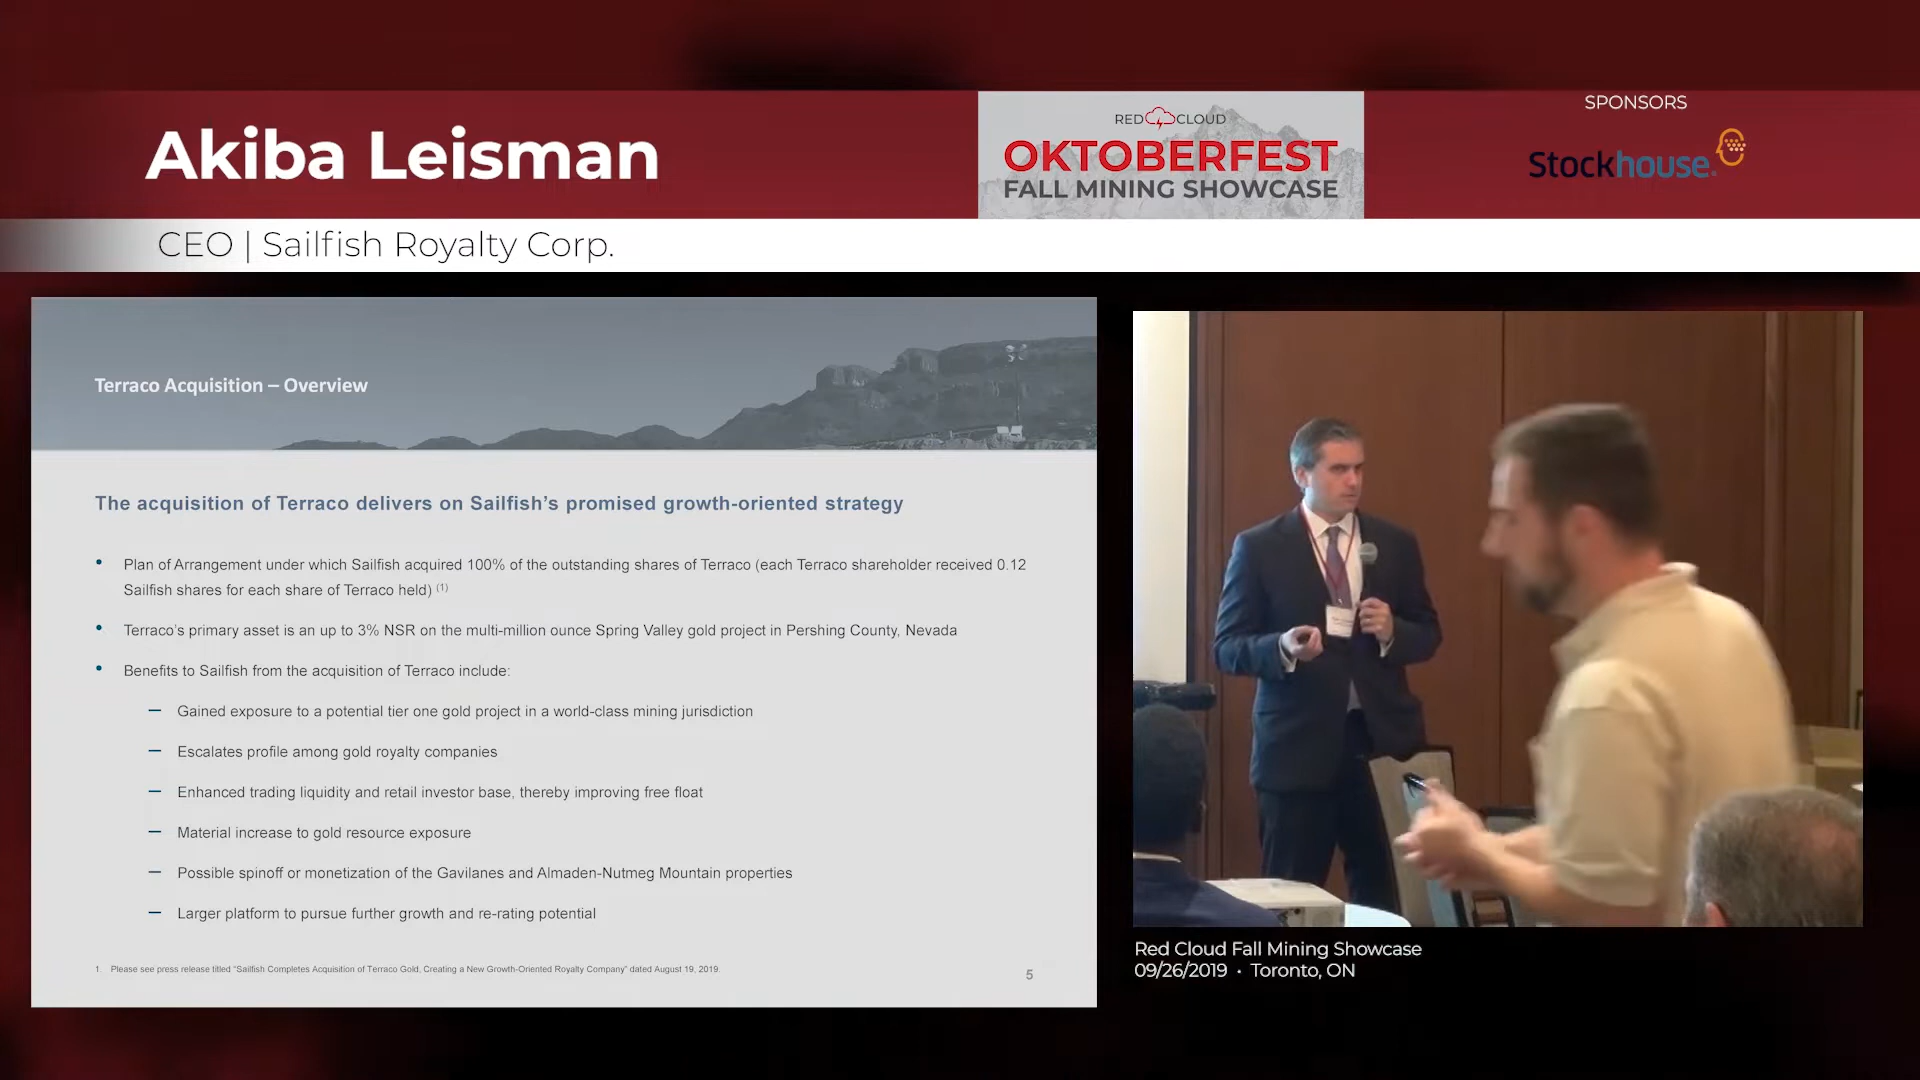 Akiba Leisman
CEO | Sailfish Royalty Corp.
RED CLOUD
OKTOBERFEST
FALL MINING SHOWCASE
SPONSORS
Stockhouse
Terraco Acquisition – Overview
The acquisition of Terraco delivers on Sailfish’s promised growth-oriented strategy
• Plan of Arrangement under which Sailfish acquired 100% of the outstanding shares of Terraco (each Terraco shareholder received 0.12
Sailfish shares for each share of Terraco held) (1)
• Terraco’s primary asset is an up to 3% NSR on the multi-million ounce Spring Valley gold project in Pershing County, Nevada
• Benefits to Sailfish from the acquisition of Terraco include:
– Gained exposure to a potential tier one gold project in a world-class mining jurisdiction
– Escalates profile among gold royalty companies
– Enhanced trading liquidity and retail investor base, thereby improving free float
– Material increase to gold resource exposure
– Possible spinoff or monetization of the Gavilanes and Almaden-Nutmeg Mountain properties
– Larger platform to pursue further growth and re-rating potential
1. Please see press release titled “Sailfish Completes Acquisition of Terraco Gold, Creating a New Growth-Oriented Royalty Company” dated August 19, 2019.
5
Red Cloud Fall Mining Showcase
09/26/2019 • Toronto, ON